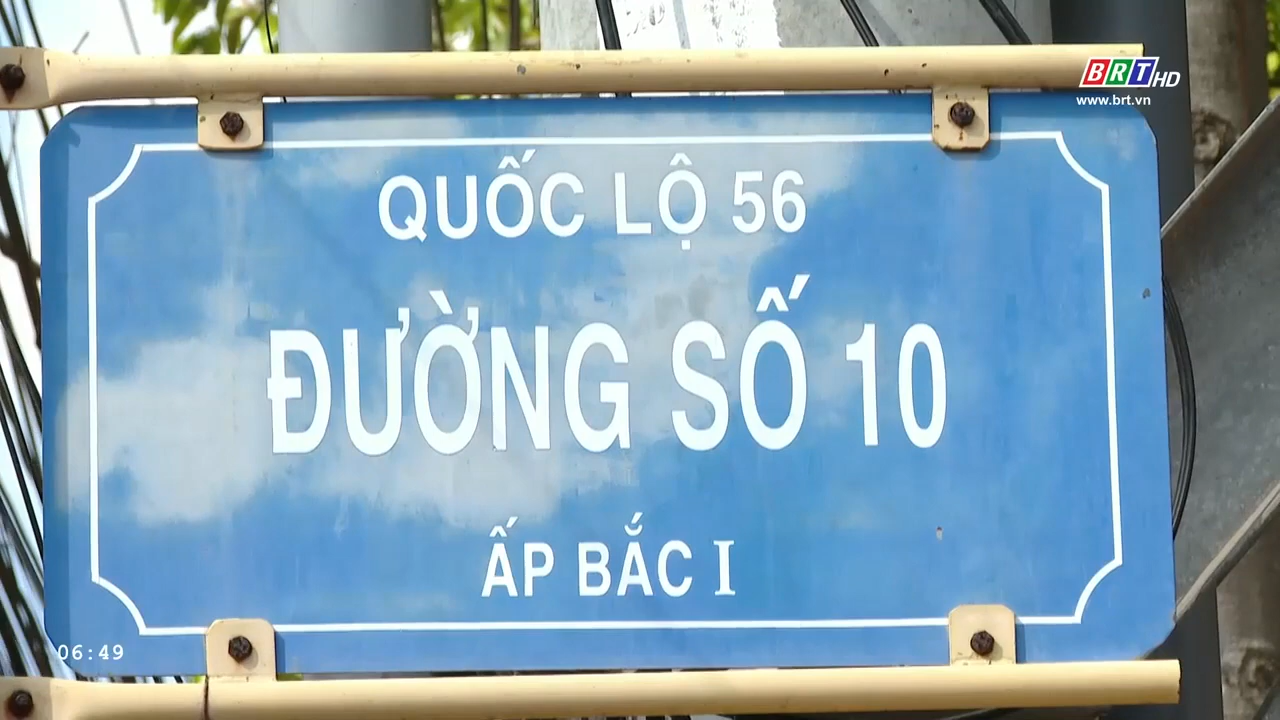 BRT HD
www.brt.vn
QUỐC LỘ 56
ĐƯỜNG SỐ 10
ẤP BẮC I
06:49